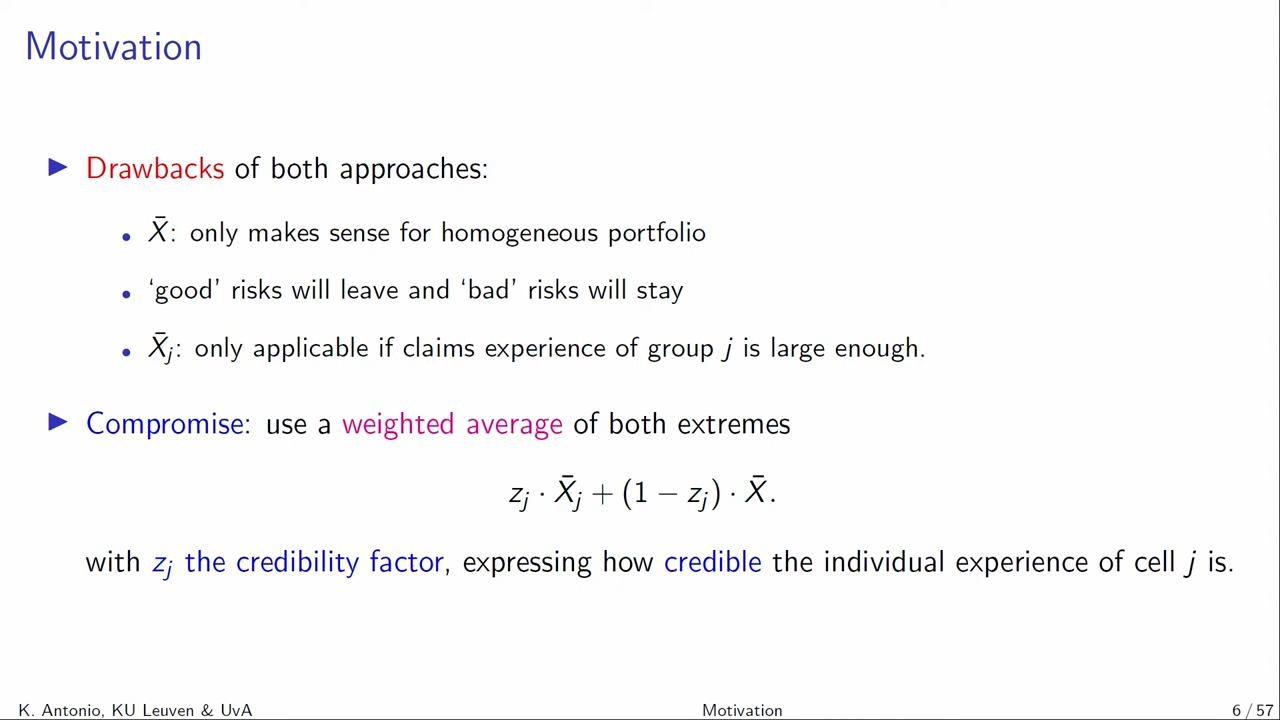 Motivation
▶ Drawbacks of both approaches:
• X̄: only makes sense for homogeneous portfolio
• ‘good’ risks will leave and ‘bad’ risks will stay
• X̄ⱼ: only applicable if claims experience of group j is large enough.
▶ Compromise: use a weighted average of both extremes
zⱼ · X̄ⱼ + (1 − zⱼ) · X̄.
with zⱼ the credibility factor, expressing how credible the individual experience of cell j is.
K. Antonio, KU Leuven & UvA Motivation 6 / 57